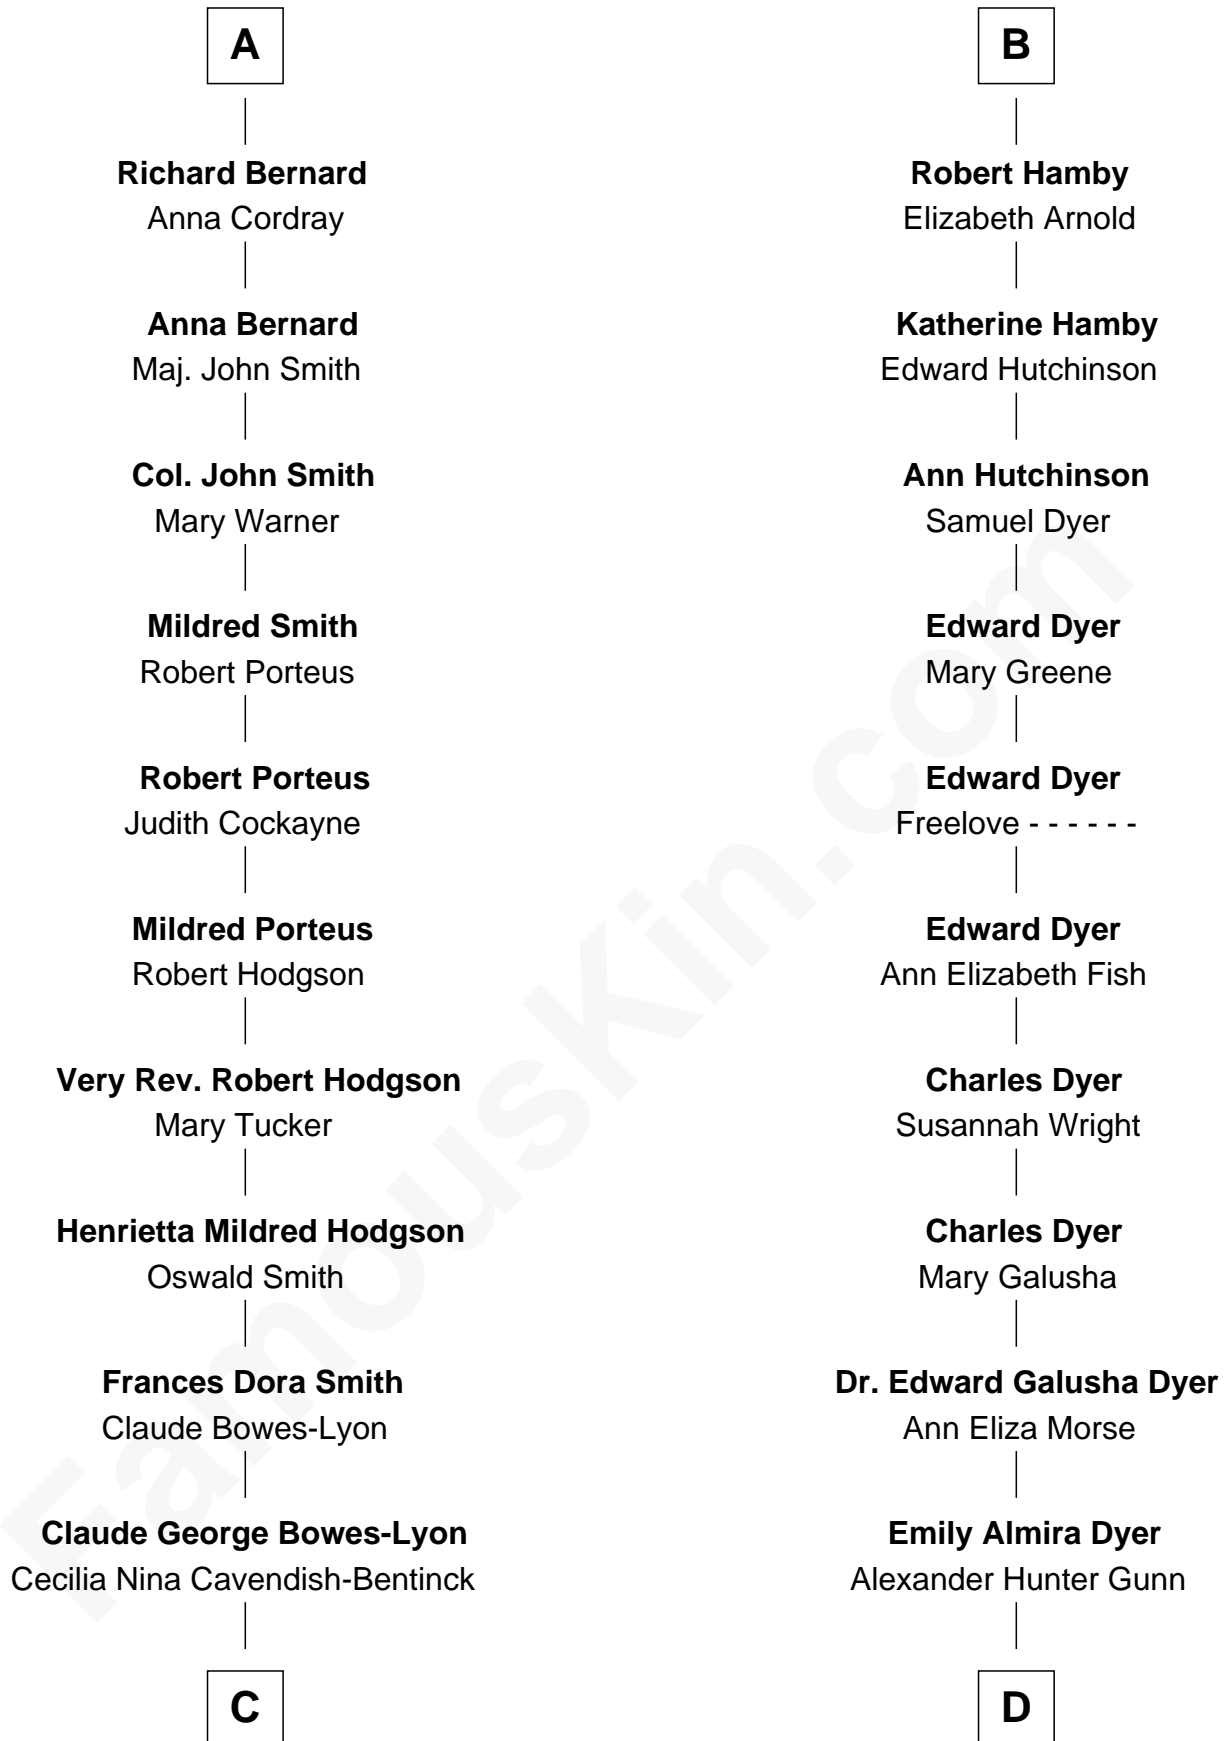 A
Richard Bernard
Anna Cordray
Anna Bernard
Maj. John Smith
Col. John Smith
Mary Warner
Mildred Smith
Robert Porteus
Robert Porteus
Judith Cockayne
Mildred Porteus
Robert Hodgson
Very Rev. Robert Hodgson
Mary Tucker
Henrietta Mildred Hodgson
Oswald Smith
Frances Dora Smith
Claude Bowes-Lyon
Claude George Bowes-Lyon
Cecilia Nina Cavendish-Bentinck
C
B
Robert Hamby
Elizabeth Arnold
Katherine Hamby
Edward Hutchinson
Ann Hutchinson
Samuel Dyer
Edward Dyer
Mary Greene
Edward Dyer
Freelove - - - - - -
Edward Dyer
Ann Elizabeth Fish
Charles Dyer
Susannah Wright
Charles Dyer
Mary Galusha
Dr. Edward Galusha Dyer
Ann Eliza Morse
Emily Almira Dyer
Alexander Hunter Gunn
D
FamousKin.com